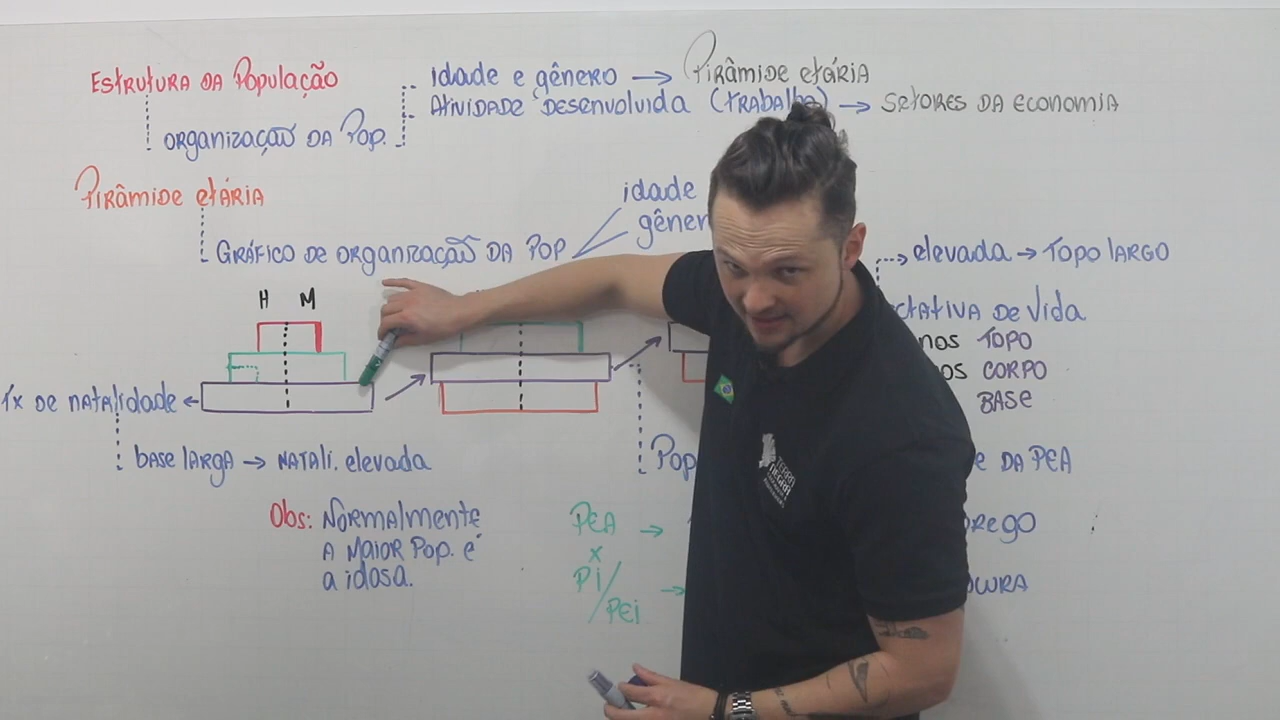 Estrutura da População
idade e gênero → Pirâmide etária
Atividade desenvolvida (trabalho) → Setores da economia
organização da Pop.
Pirâmide etária
idade
gêner
Gráfico de organização da Pop
elevada → Topo largo
H M
ctativa de vida
nos Topo
os corpo
Base
Tx de natalidade ←
base larga → natali. elevada
Pop
e da PEA
Obs: Normalmente
a maior Pop. é
a idosa.
PEA →
x
Pi/PEi →
rego
TERRA
NEGRA